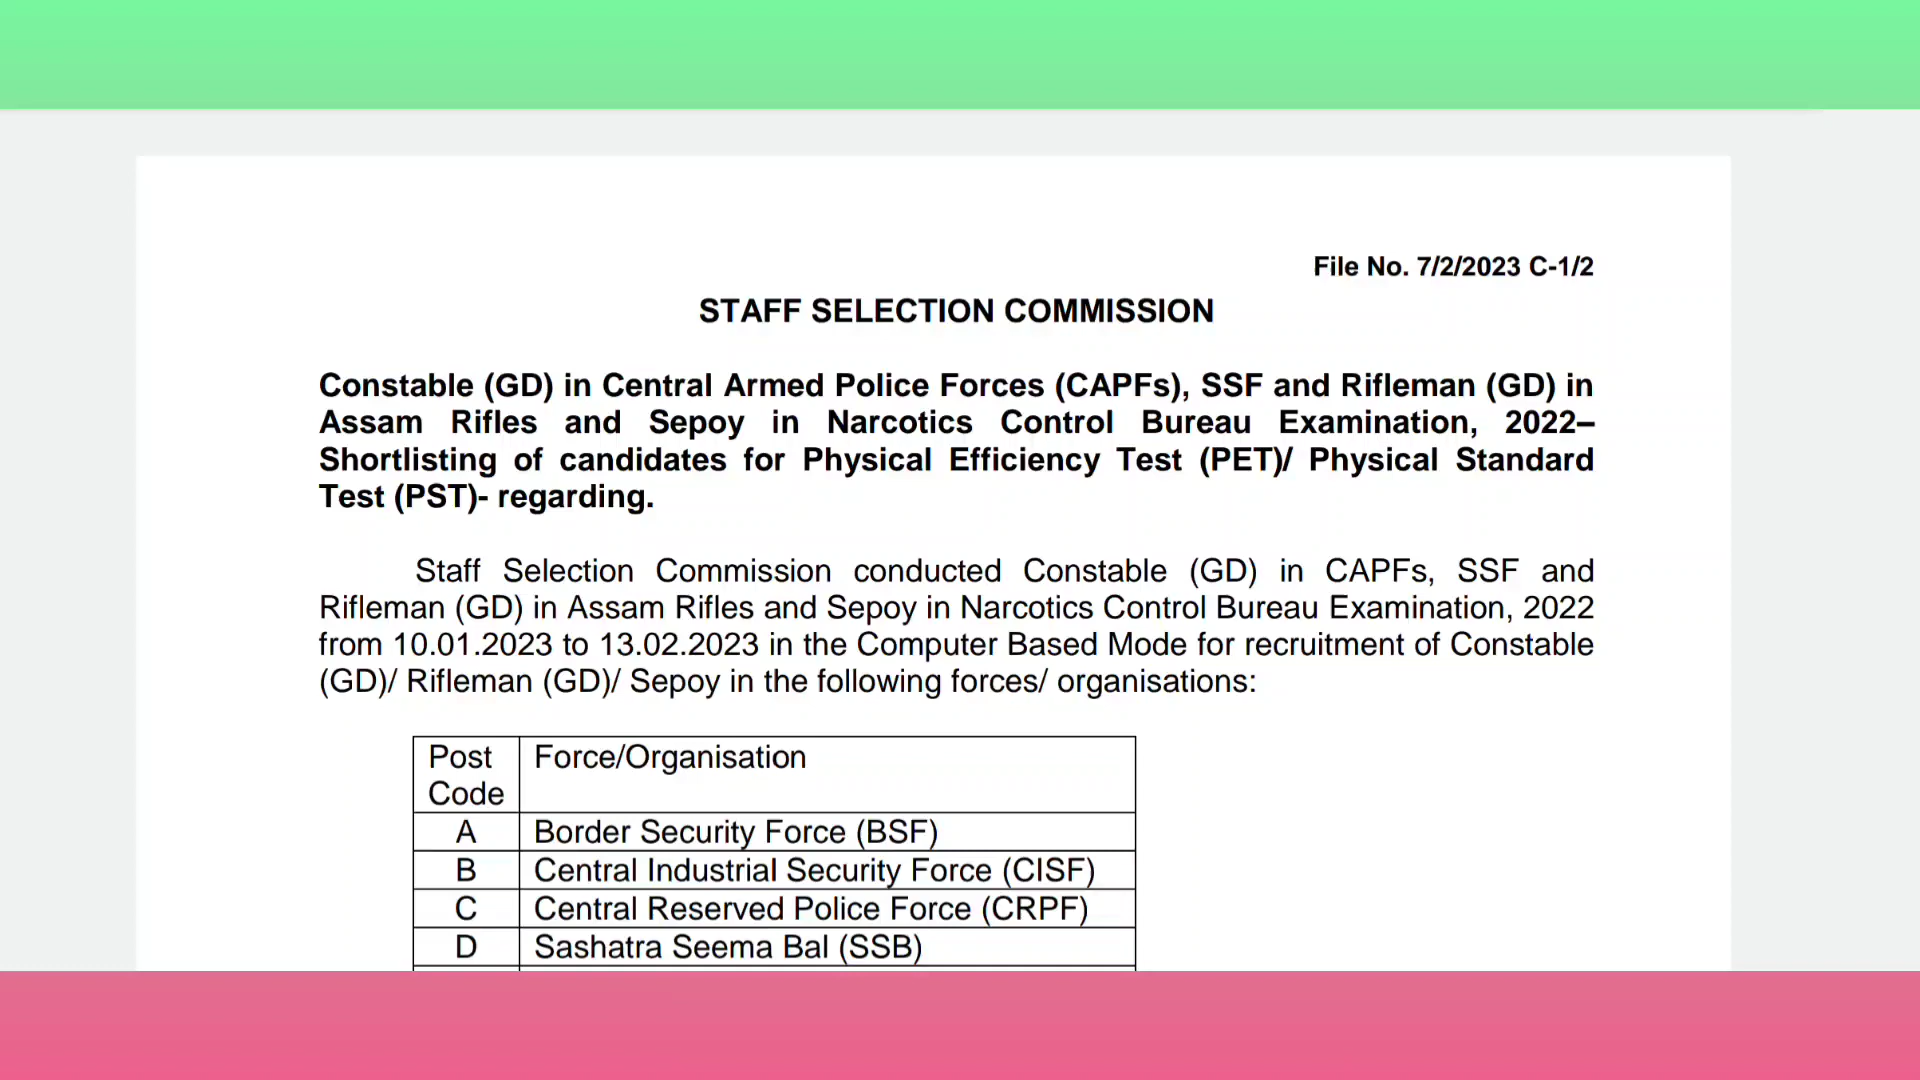 File No. 7/2/2023 C-1/2
STAFF SELECTION COMMISSION
Constable (GD) in Central Armed Police Forces (CAPFs), SSF and Rifleman (GD) in
Assam Rifles and Sepoy in Narcotics Control Bureau Examination, 2022–
Shortlisting of candidates for Physical Efficiency Test (PET)/ Physical Standard
Test (PST)- regarding.
Staff Selection Commission conducted Constable (GD) in CAPFs, SSF and
Rifleman (GD) in Assam Rifles and Sepoy in Narcotics Control Bureau Examination, 2022
from 10.01.2023 to 13.02.2023 in the Computer Based Mode for recruitment of Constable
(GD)/ Rifleman (GD)/ Sepoy in the following forces/ organisations:
Post Code Force/Organisation
A Border Security Force (BSF)
B Central Industrial Security Force (CISF)
C Central Reserved Police Force (CRPF)
D Sashatra Seema Bal (SSB)